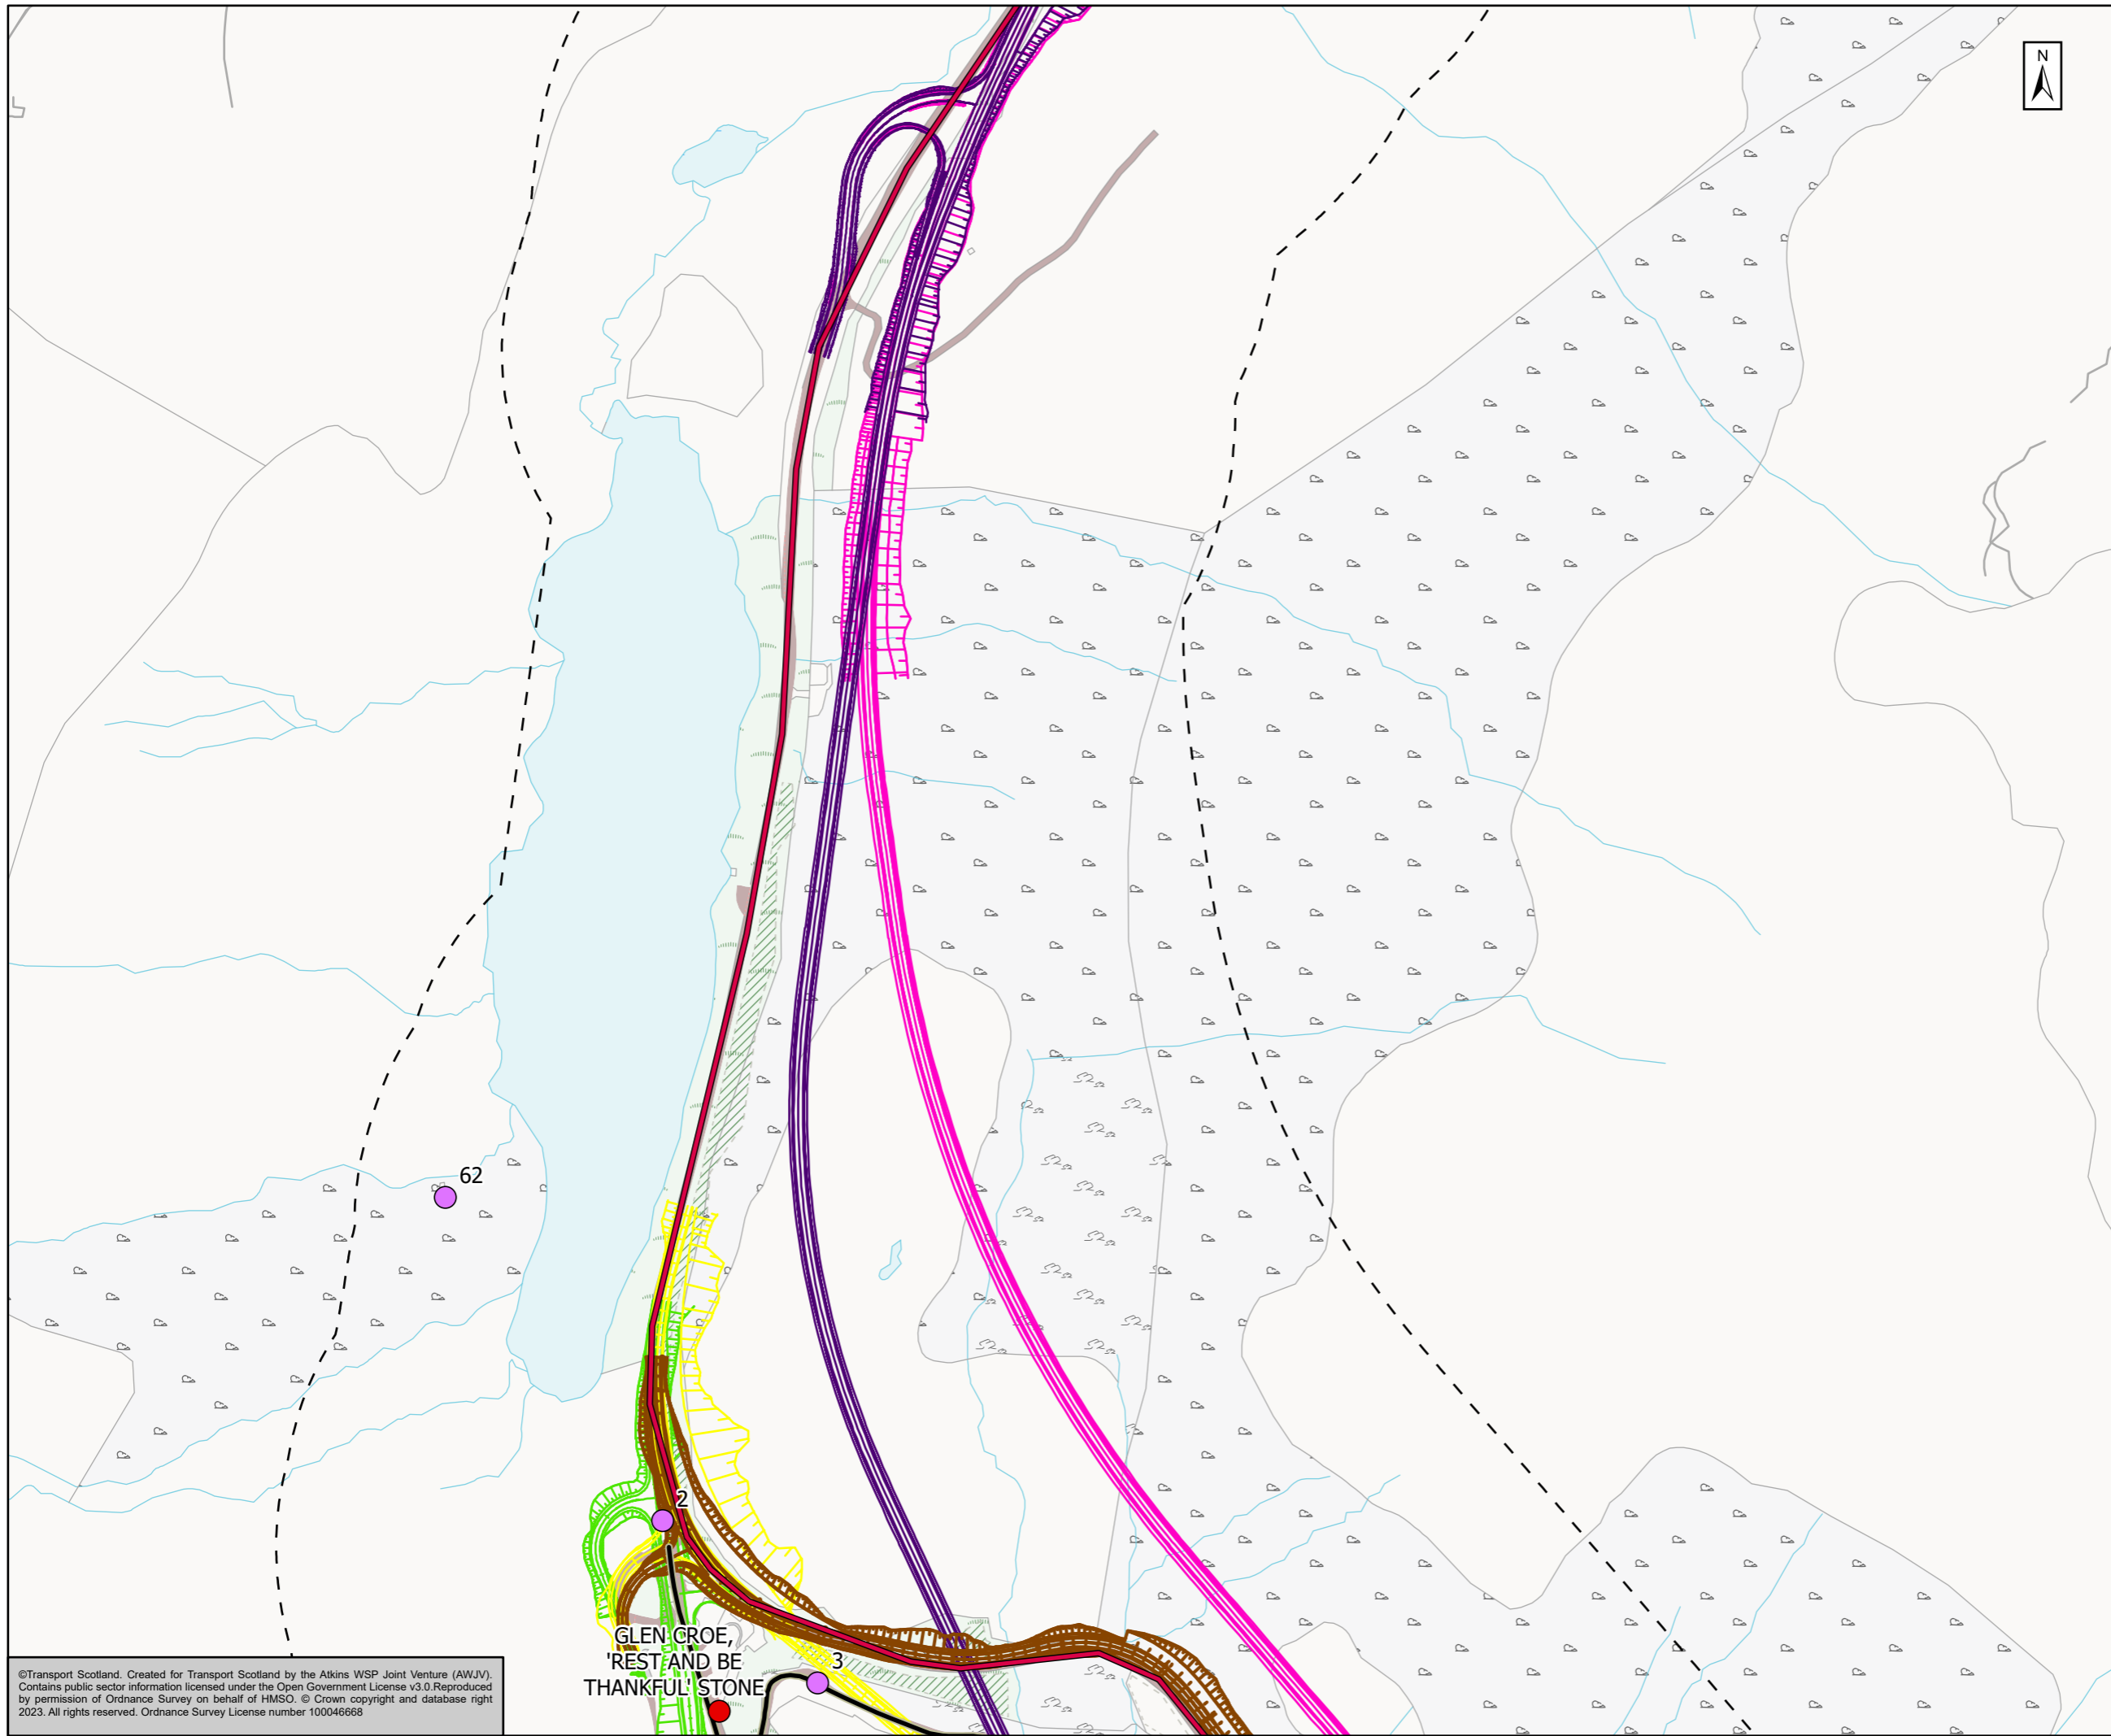 N
62
2
GLEN CROE,
'REST AND BE
THANKFUL' STONE
3
©Transport Scotland. Created for Transport Scotland by the Atkins WSP Joint Venture (AWJV).
Contains public sector information licensed under the Open Government License v3.0.Reproduced
by permission of Ordnance Survey on behalf of HMSO. © Crown copyright and database right
2023. All rights reserved. Ordnance Survey License number 100046668